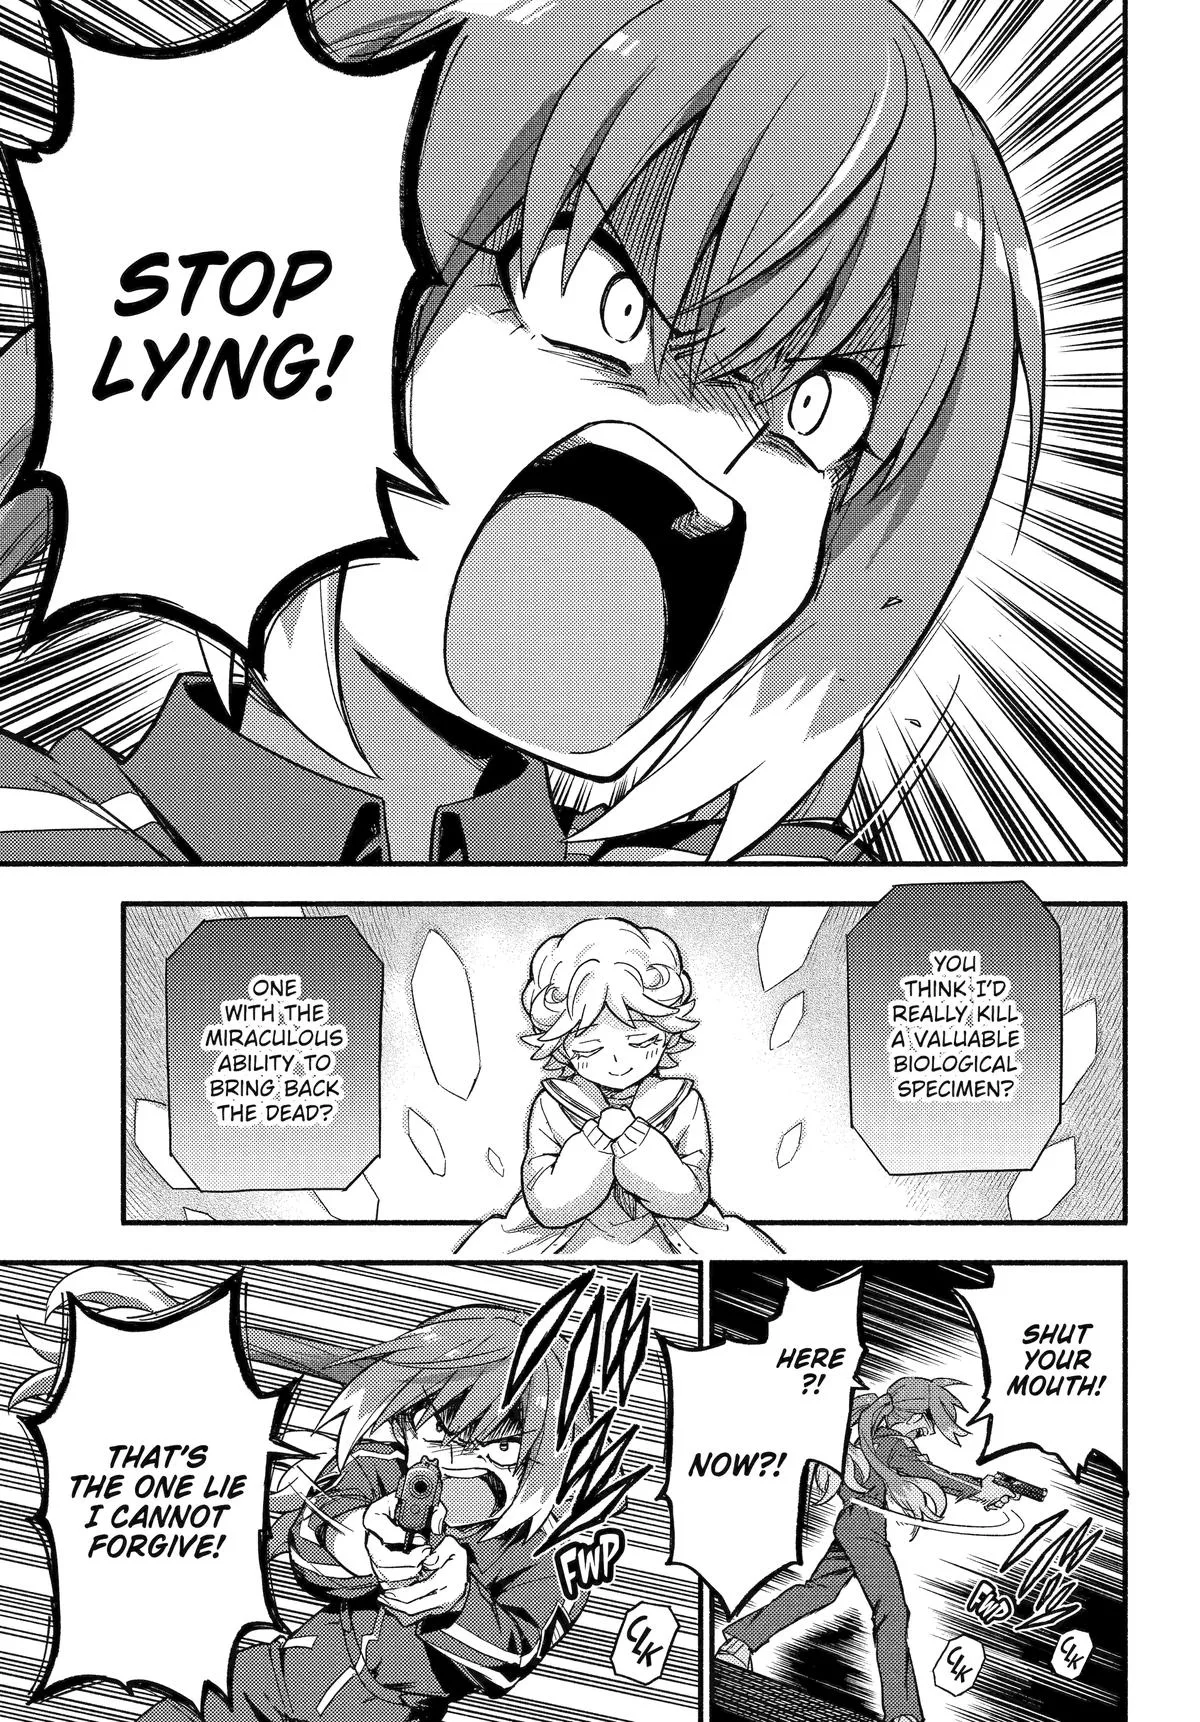 STOP
LYING!
YOU
THINK I'D
REALLY KILL
A VALUABLE
BIOLOGICAL
SPECIMEN?
ONE
WITH THE
MIRACULOUS
ABILITY TO
BRING BACK
THE DEAD?
SHUT
YOUR
MOUTH!
HERE
?!
NOW?!
FWP
CLK
CLK
THAT'S
THE ONE LIE
I CANNOT
FORGIVE!
FWP
CLK